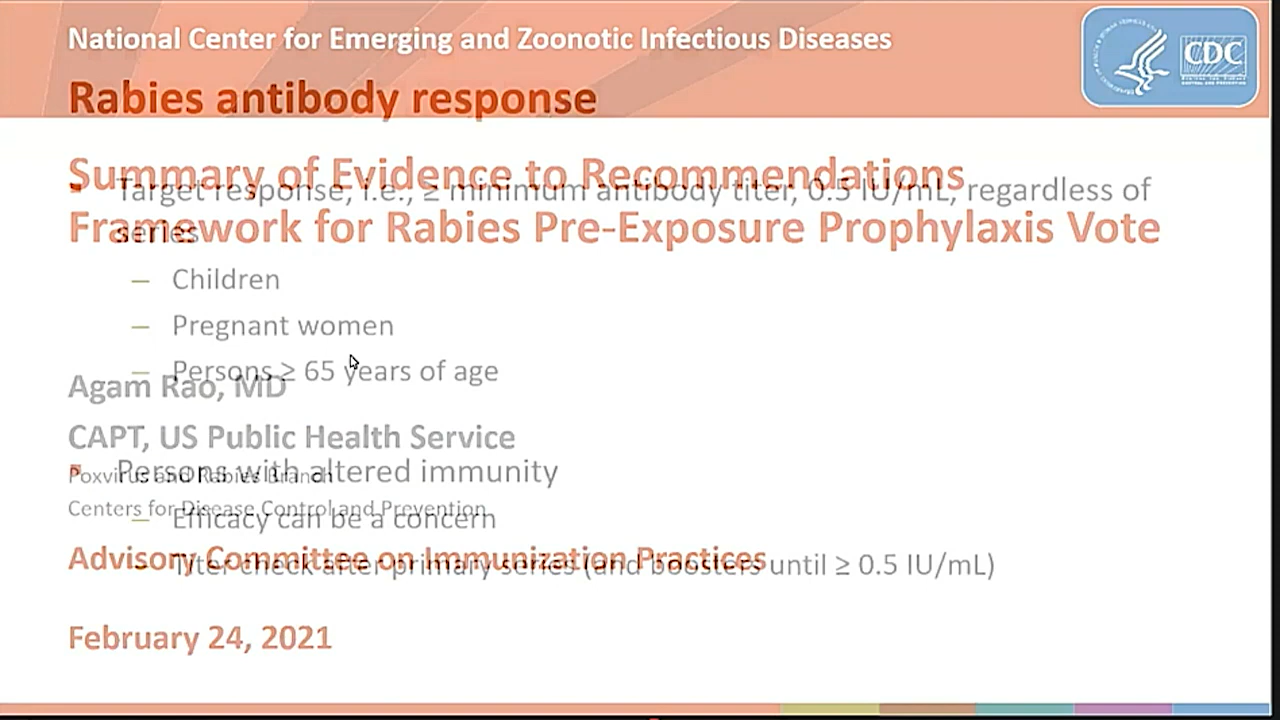 National Center for Emerging and Zoonotic Infectious Diseases
CDC
Rabies antibody response
Summary of Evidence to Recommendations
Target response, i.e., ≥ minimum antibody titer, 0.5 IU/mL, regardless of
Framework for Rabies Pre-Exposure Prophylaxis Vote
series
– Children
– Pregnant women
– Persons ≥ 65 years of age
Agam Rao, MD
CAPT, US Public Health Service
Persons with altered immunity
Poxvirus and Rabies Branch
Centers for Disease Control and Prevention
– Efficacy can be a concern
Advisory Committee on Immunization Practices
– Titer check after primary series (and boosters until ≥ 0.5 IU/mL)
February 24, 2021